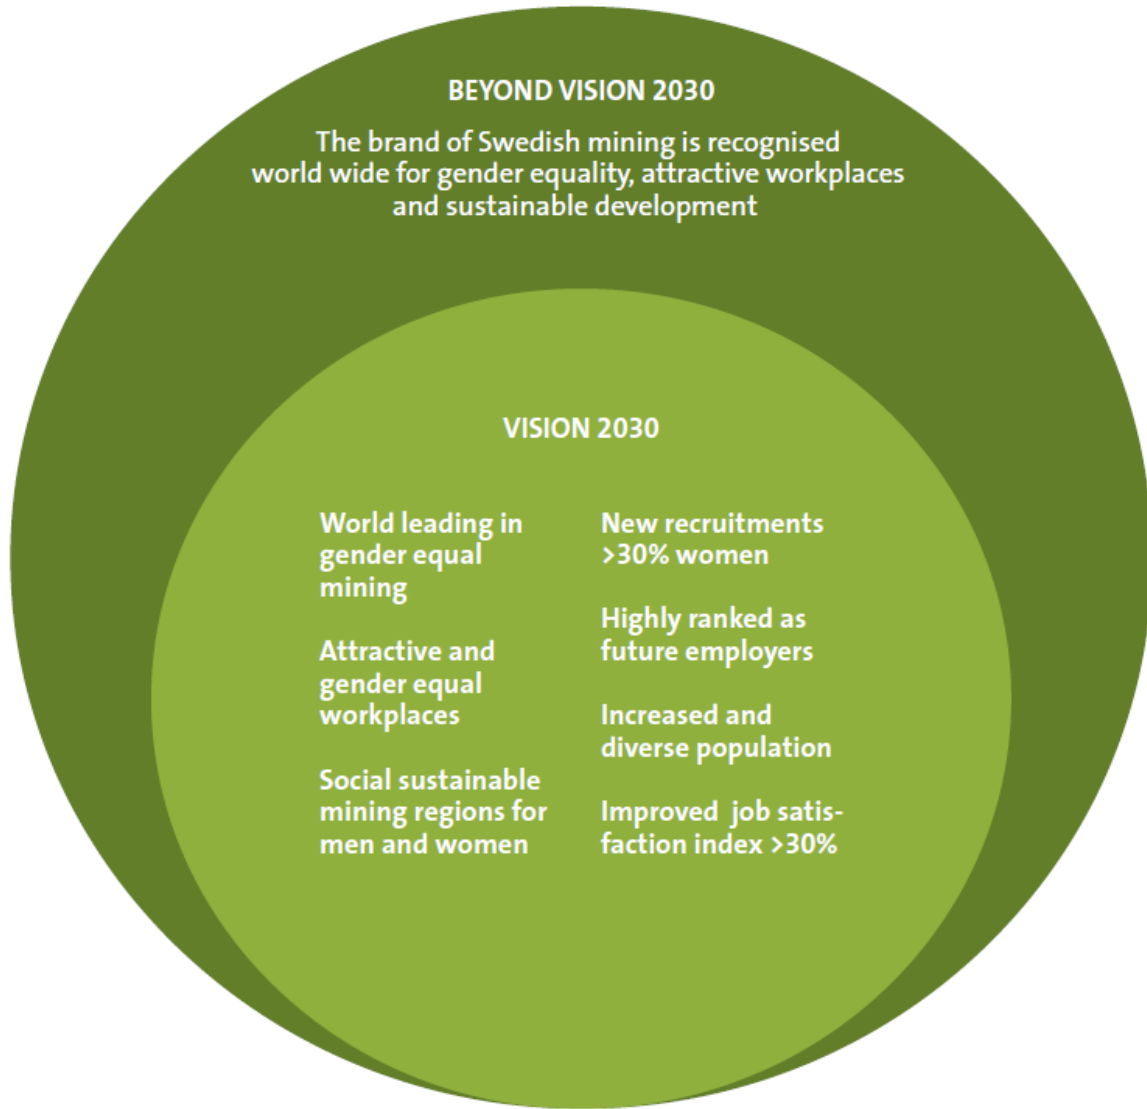 BEYOND VISION 2030
The brand of Swedish mining is recognised
world wide for gender equality, attractive workplaces
and sustainable development
VISION 2030
World leading in
gender equal
mining
Attractive and
gender equal
workplaces
Social sustainable
mining regions for
men and women
New recruitments
>30% women
Highly ranked as
future employers
Increased and
diverse population
Improved  job satis-
faction index >30%